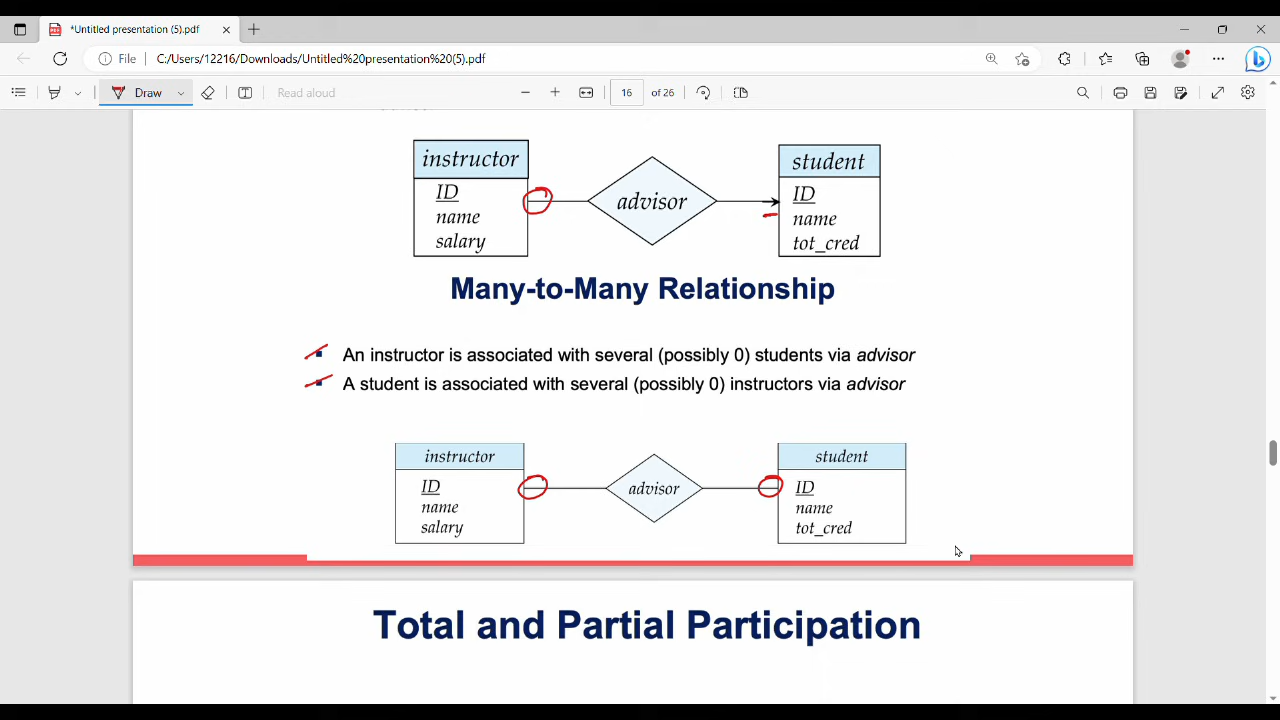 *Untitled presentation (5).pdf
File
C:/Users/12216/Downloads/Untitled%20presentation%20(5).pdf
Draw
Read aloud
16
of 26
instructor
ID
name
salary
advisor
student
ID
name
tot_cred
Many-to-Many Relationship
An instructor is associated with several (possibly 0) students via advisor
A student is associated with several (possibly 0) instructors via advisor
instructor
ID
name
salary
advisor
student
ID
name
tot_cred
Total and Partial Participation